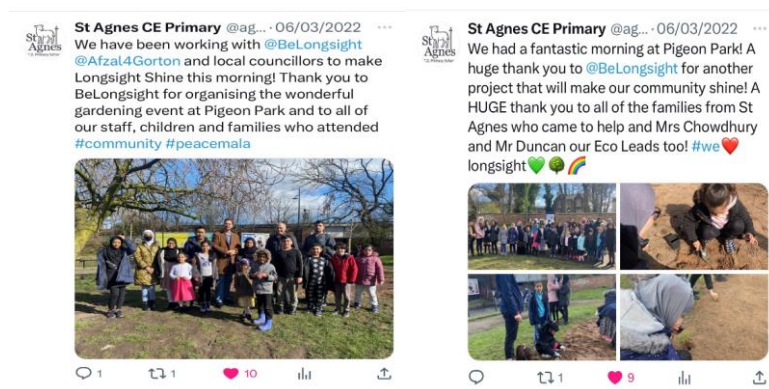 St Agnes CE Primary @ag... · 06/03/2022
We have been working with @BeLongsight
@Afzal4Gorton and local councillors to make
Longsight Shine this morning! Thank you to
BeLongsight for organising the wonderful
gardening event at Pigeon Park and to all of
our staff, children and families who attended
#community #peacemala
1
1
10
St Agnes CE Primary @ag... · 06/03/2022
We had a fantastic morning at Pigeon Park! A
huge thank you to @BeLongsight for another
project that will make our community shine! A
HUGE thank you to all of the families from St
Agnes who came to help and Mrs Chowdhury
and Mr Duncan our Eco Leads too! #we❤️
longsight💚🌳🌈
1
9
St
Agnes
St
Agnes